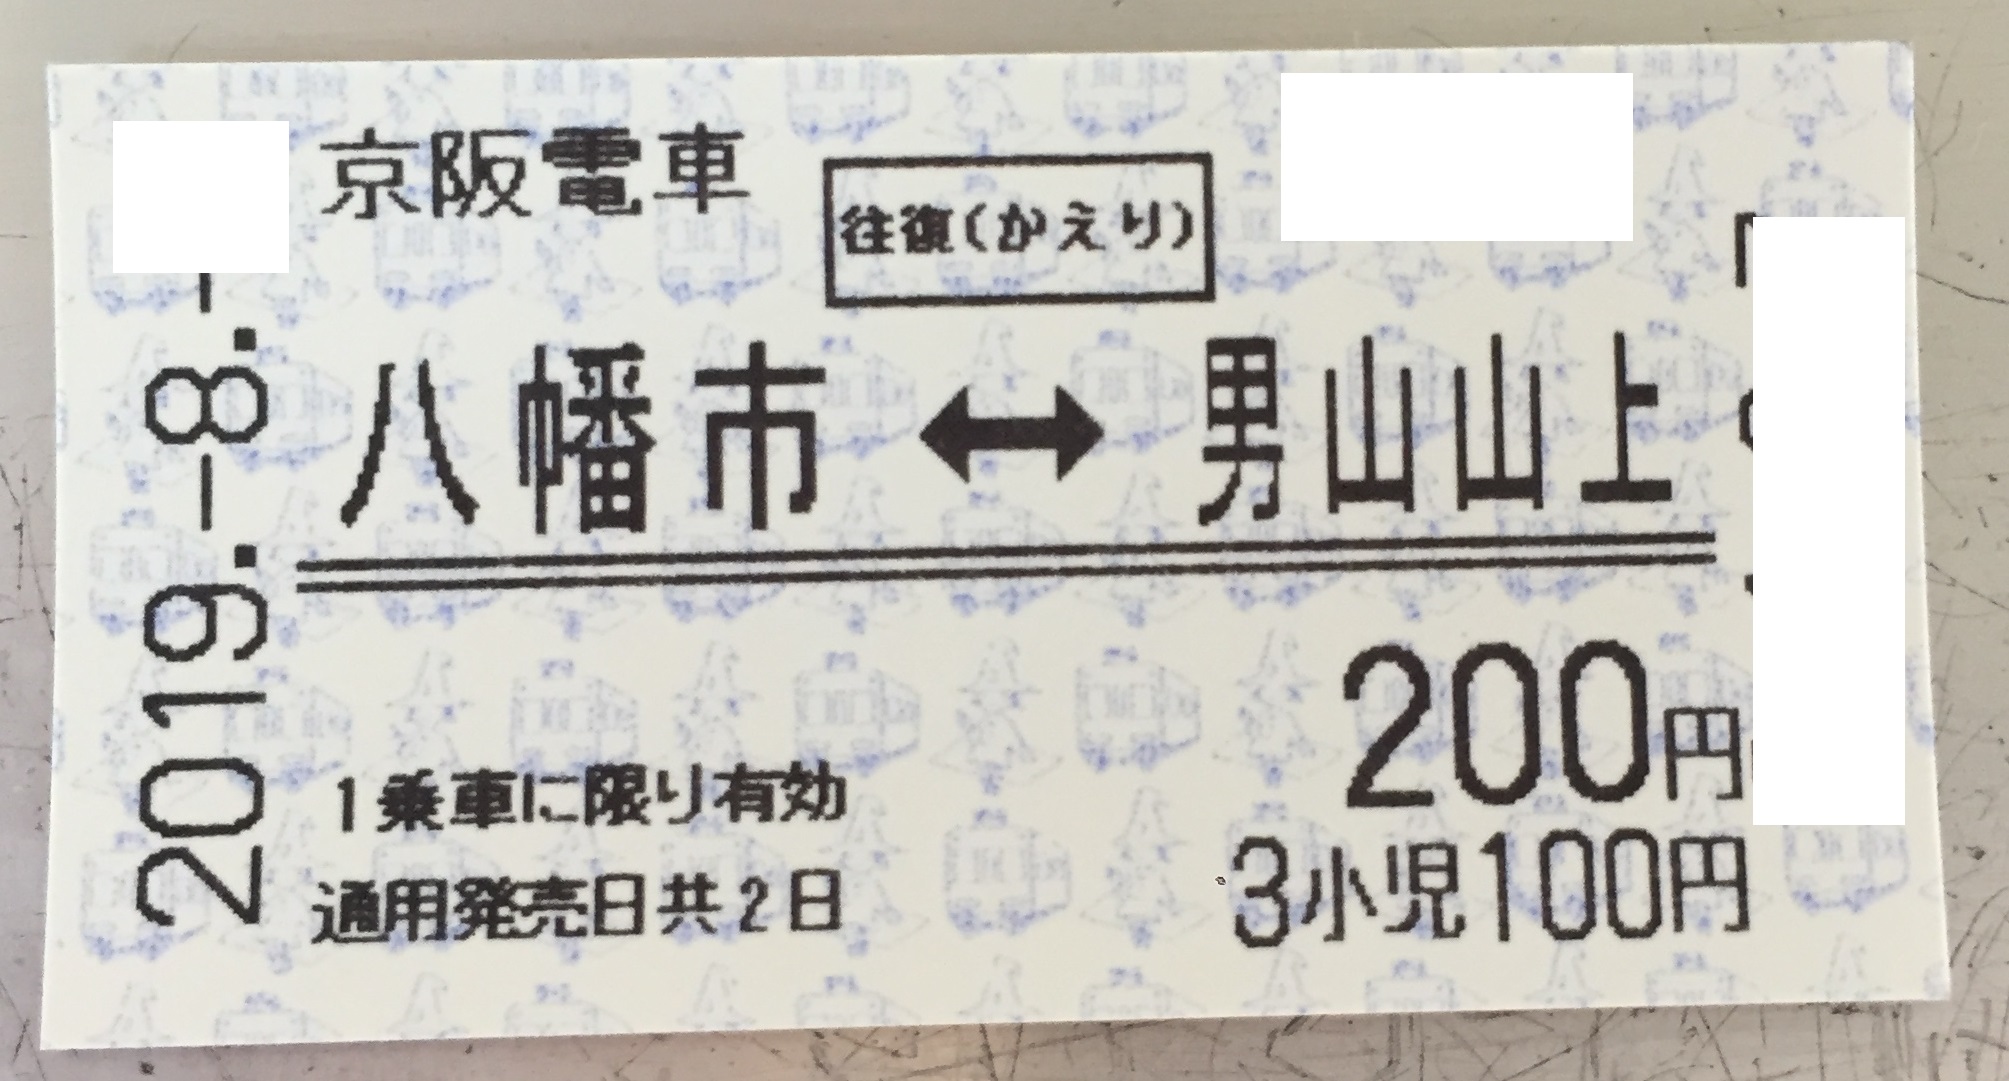 京阪電車
往復(かえり)
八幡市↔男山山上
200円
1乗車に限り有効
通用発売日共2日
3小児100円
2019.-8.-